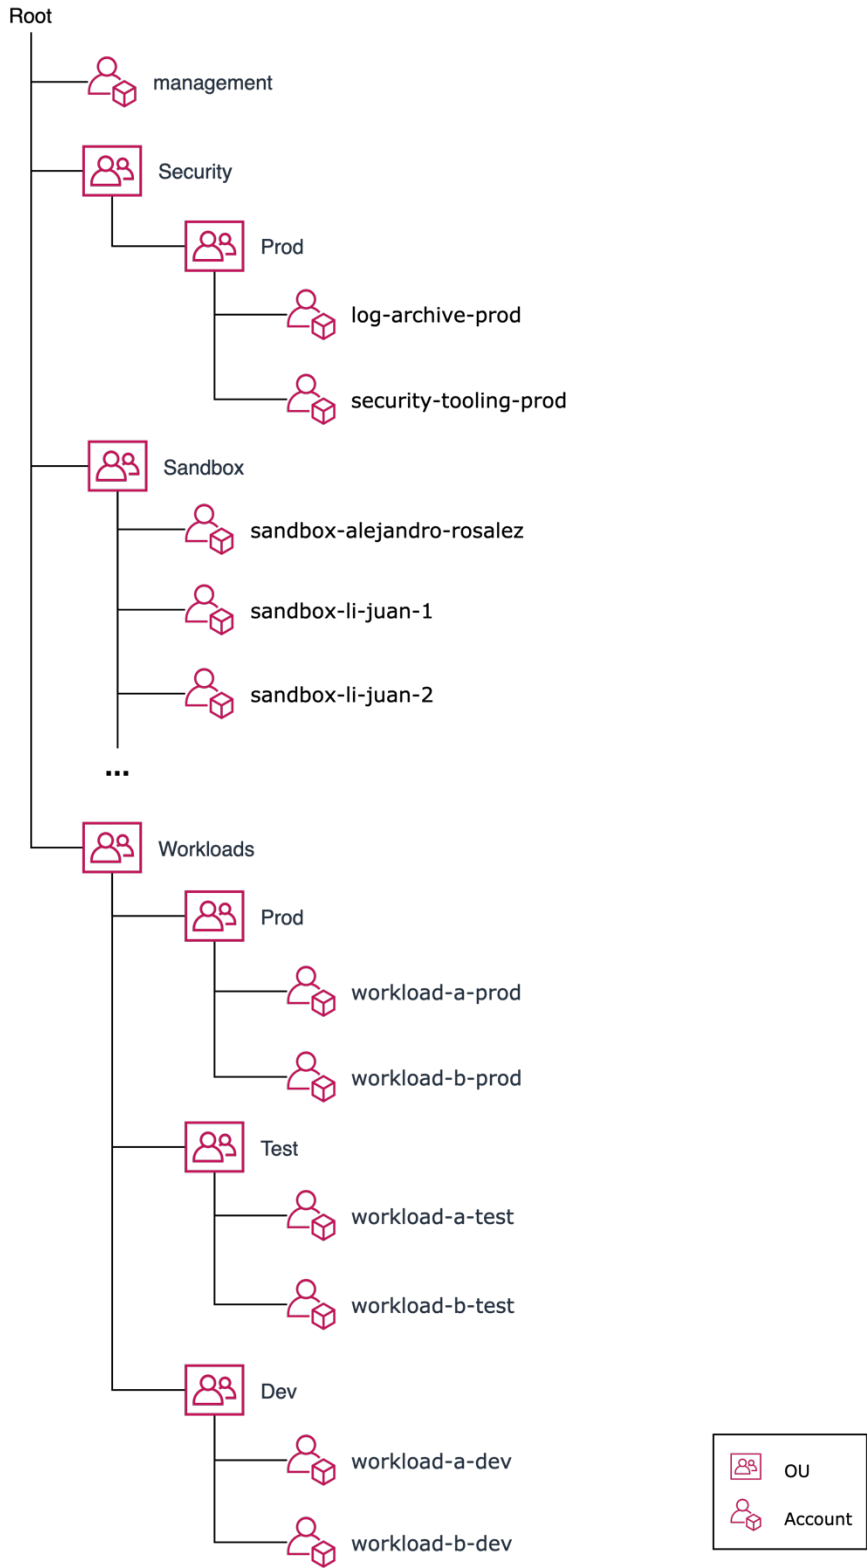 Root
management
Security
Prod
log-archive-prod
security-tooling-prod
Sandbox
sandbox-alejandro-rosalez
sandbox-li-juan-1
sandbox-li-juan-2
...
Workloads
Prod
workload-a-prod
workload-b-prod
Test
workload-a-test
workload-b-test
Dev
workload-a-dev
workload-b-dev
OU
Account